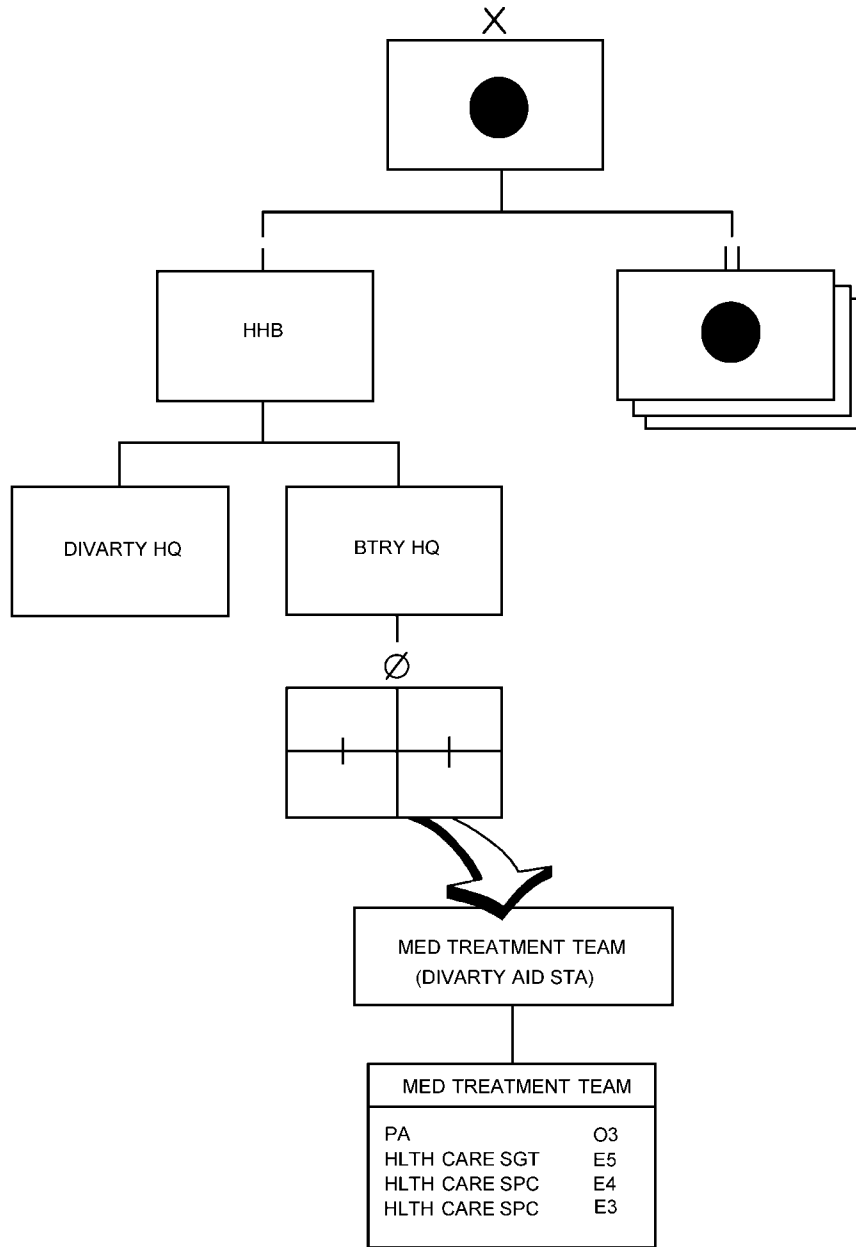 X
HHB
DIVARTY HQ
BTRY HQ
Ø
MED TREATMENT TEAM
(DIVARTY AID STA)
MED TREATMENT TEAM
PA O3
HLTH CARE SGT E5
HLTH CARE SPC E4
HLTH CARE SPC E3